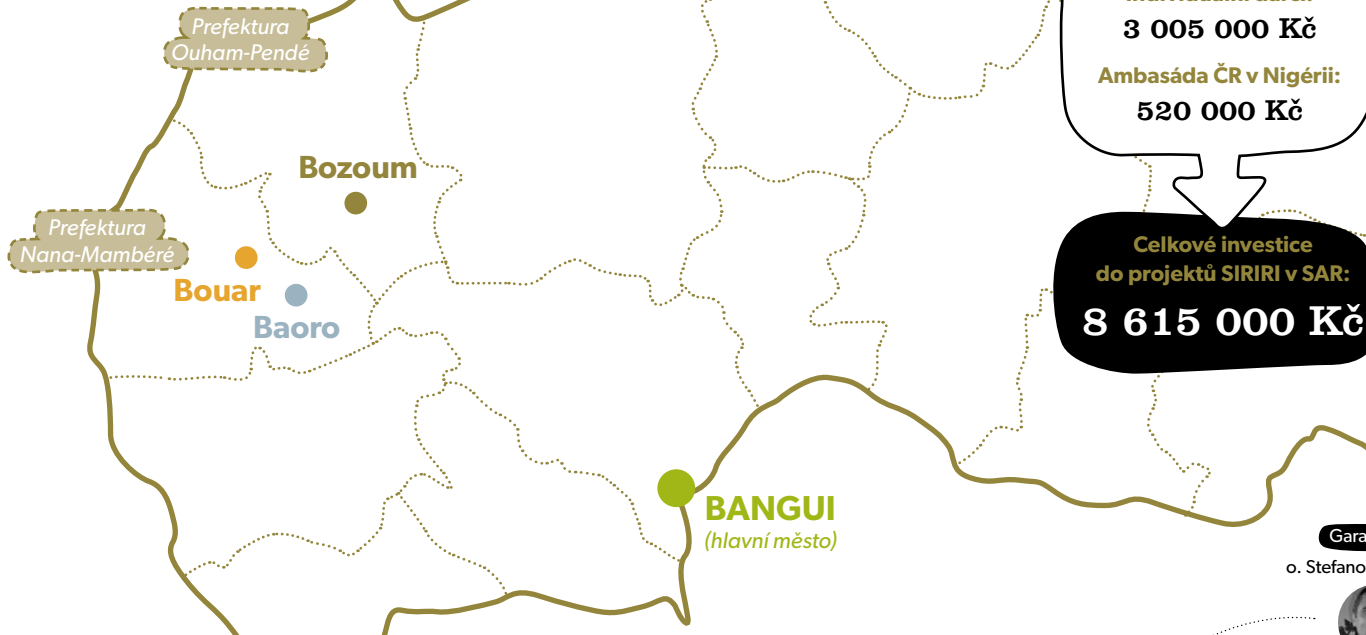 Prefektura
Ouham-Pendé
3 005 000 Kč
Ambasáda ČR v Nigérii:
520 000 Kč
Bozoum
Prefektura
Nana-Mambéré
Bouar
Baoro
Celkové investice
do projektů SIRIRI v SAR:
8 615 000 Kč
BANGUI
(hlavní město)
Gara
o. Stefano